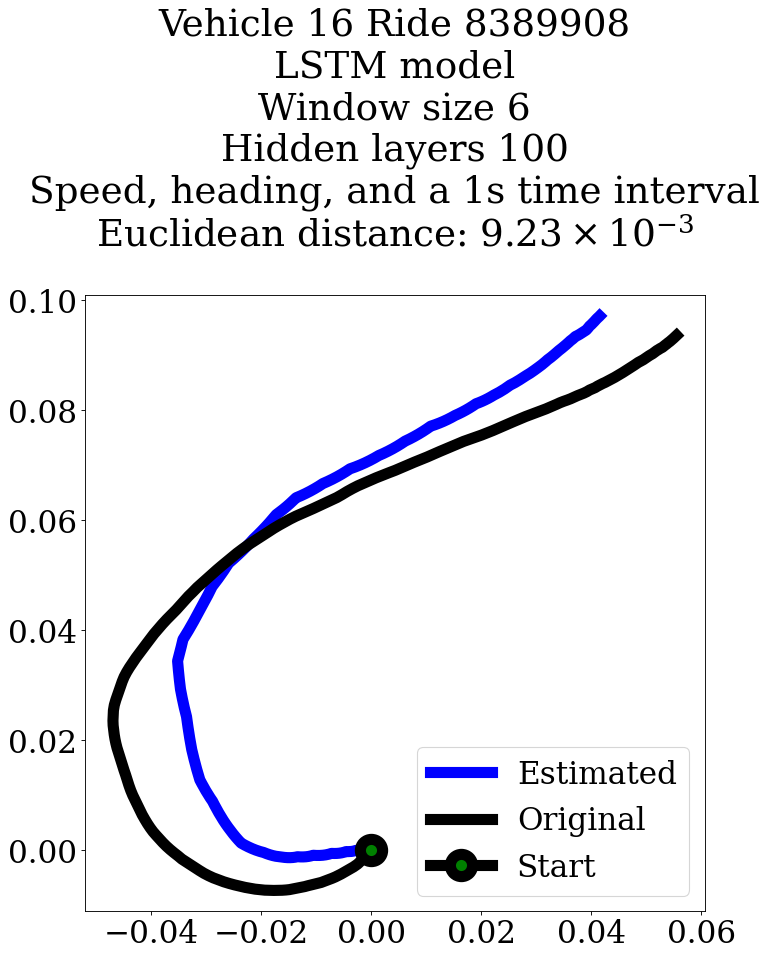 Vehicle 16 Ride 8389908
LSTM model
Window size 6
Hidden layers 100
Speed, heading, and a 1s time interval
Euclidean distance: 9.23 × 10⁻³
0.10
0.08
0.06
0.04
0.02
0.00
Estimated
Original
Start
−0.04 −0.02 0.00 0.02 0.04 0.06